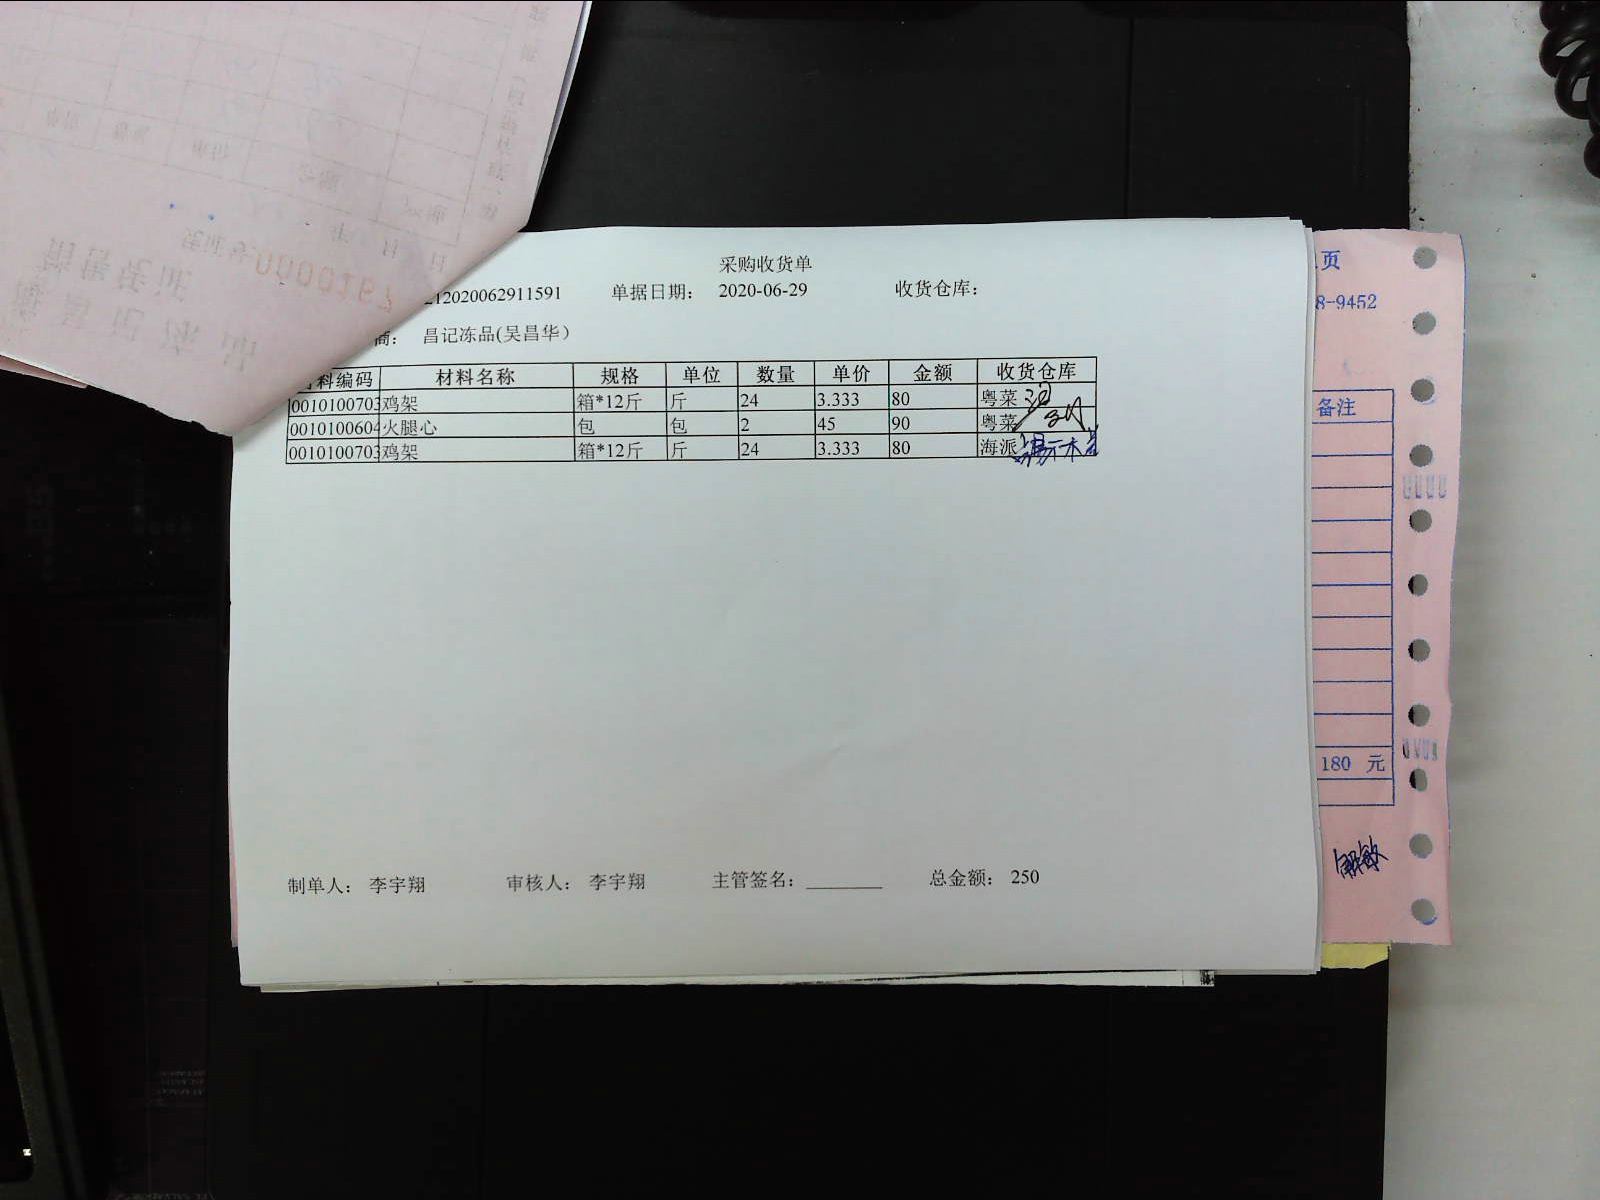 采购收货单
212020062911591 单据日期： 2020-06-29 收货仓库：
商： 昌记冻品(吴昌华)
料编码 材料名称 规格 单位 数量 单价 金额 收货仓库
0010100703 鸡架 箱*12斤 斤 24 3.333 80 粤菜
0010100604 火腿心 包 包 2 45 90 粤菜
0010100703 鸡架 箱*12斤 斤 24 3.333 80 海派
制单人： 李宇翔 审核人： 李宇翔 主管签名：________ 总金额： 250
页
8-9452
备注
180 元
0000167